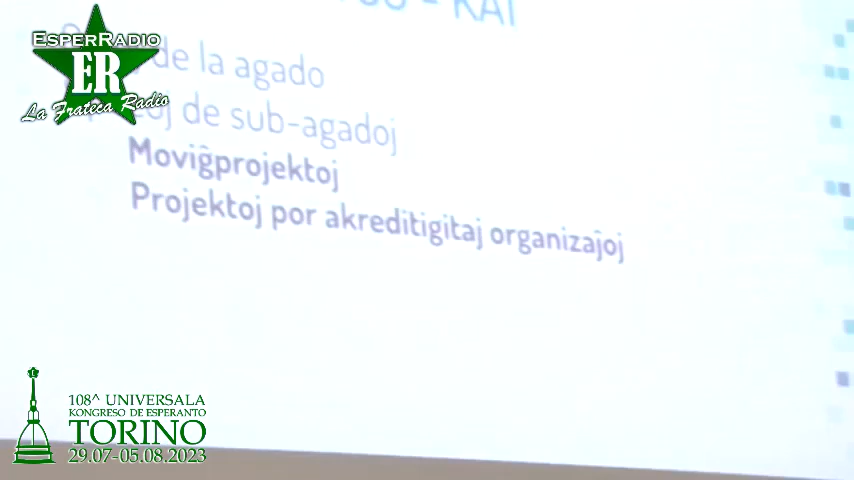 KA1
EsperRadio
ER
La Frateca Radio
de la agado
de sub-agadoj
Moviĝprojektoj
Projektoj por akreditigitaj organizaĵoj
108^ UNIVERSALA
KONGRESO DE ESPERANTO
TORINO
29.07-05.08.2023